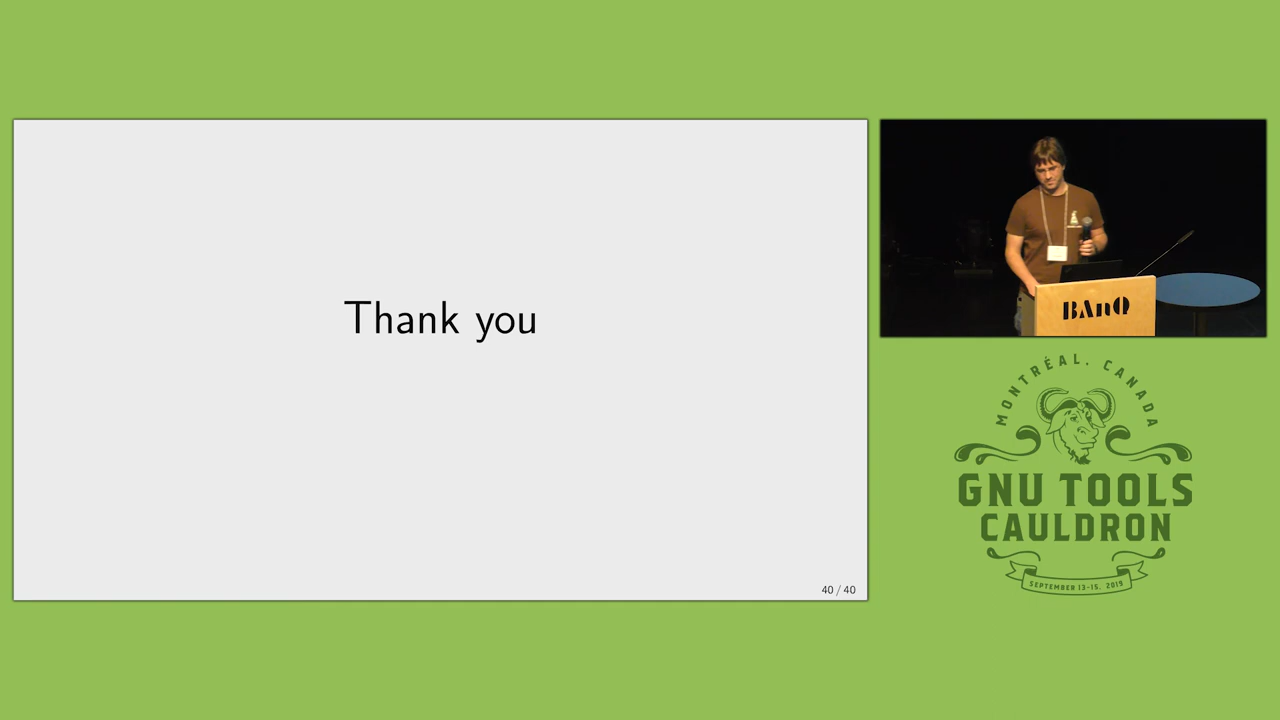 Thank you
40 / 40
BAnQ
MONTRÉAL, CANADA
GNU TOOLS
CAULDRON
SEPTEMBER 13-15, 2019